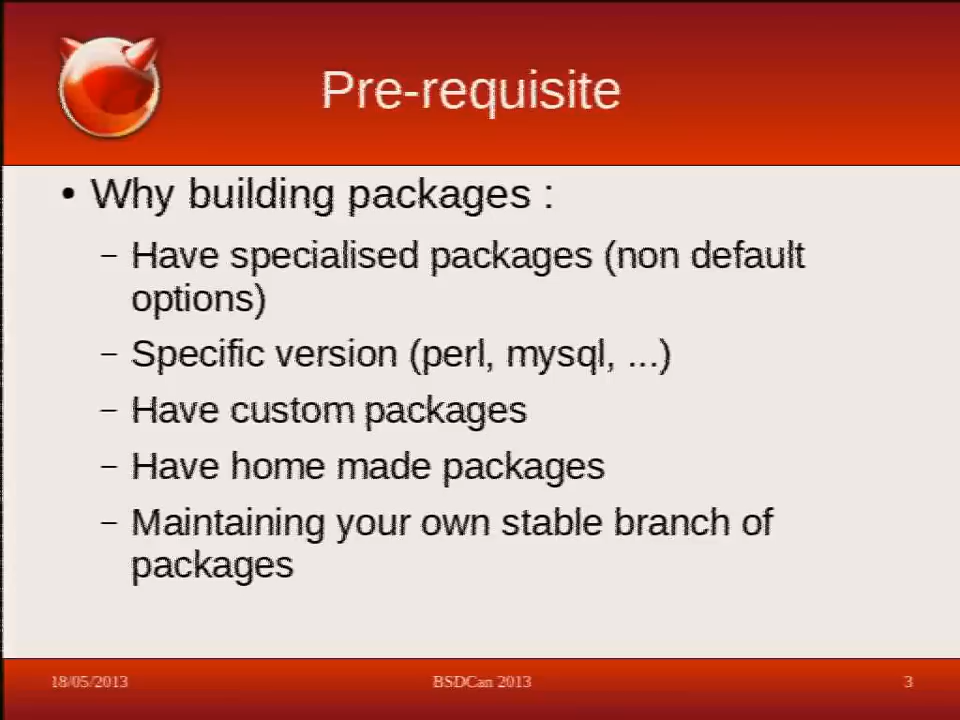 Pre-requisite
• Why building packages :
– Have specialised packages (non default
options)
– Specific version (perl, mysql, ...)
– Have custom packages
– Have home made packages
– Maintaining your own stable branch of
packages
18/05/2013 BSDCan 2013 3